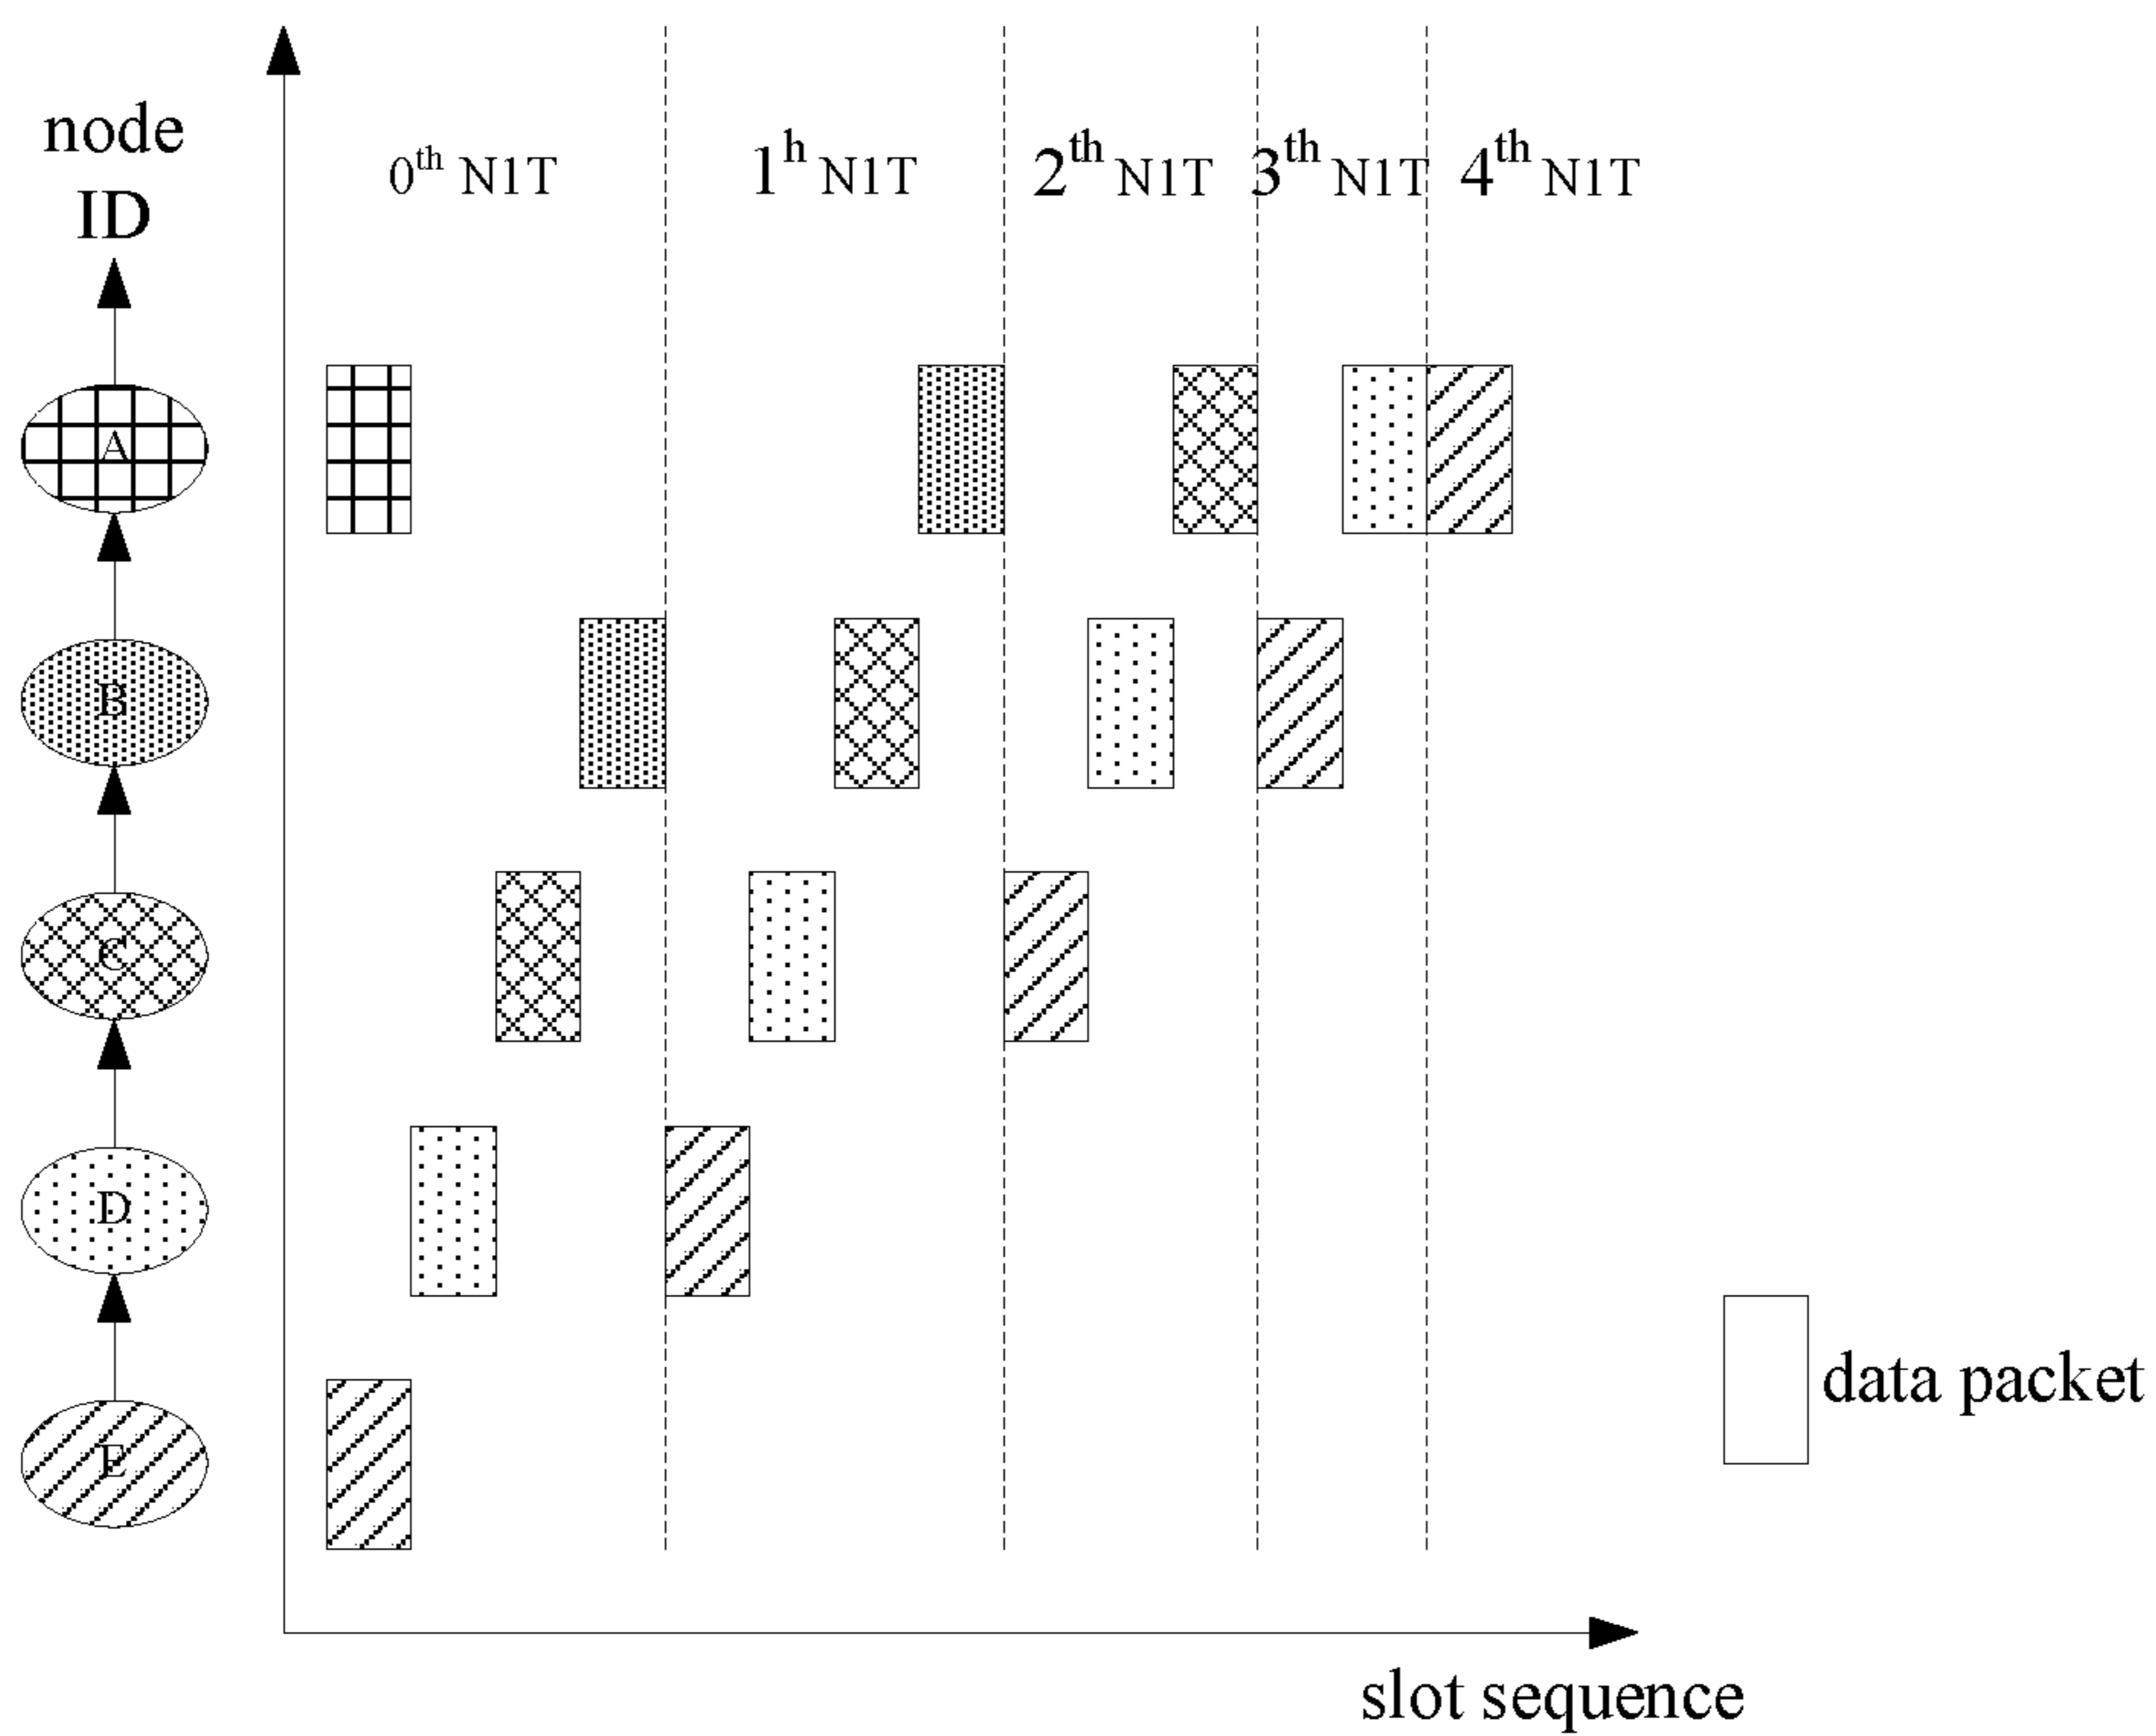 node
ID
0th N1T
1h N1T
2th N1T
3th N1T
4th N1T
A
B
C
D
E
data packet
slot sequence